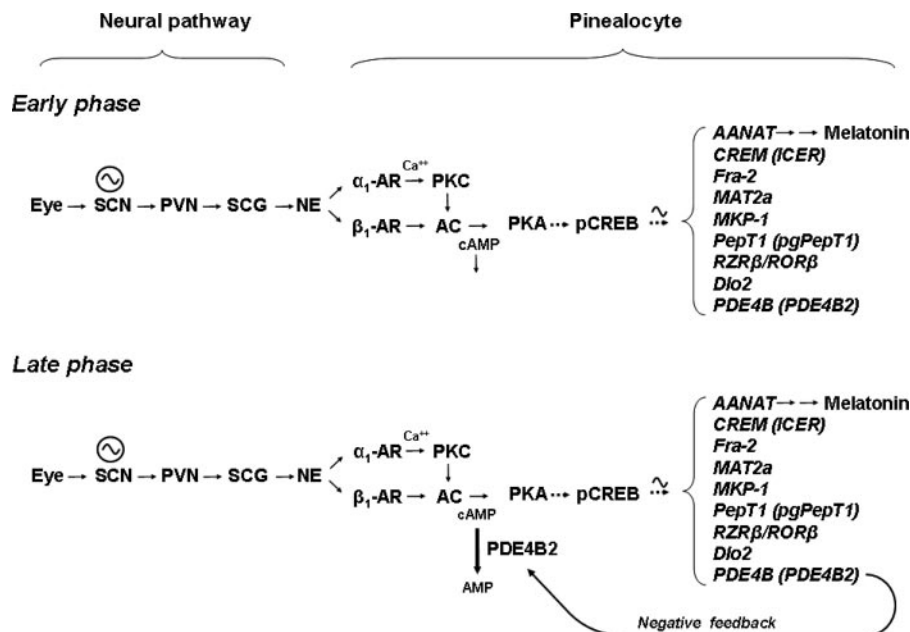 Neural pathway
Pinealocyte
Early phase
Eye → SCN → PVN → SCG → NE
α₁-AR → PKC
Ca⁺⁺
β₁-AR → AC → PKA ⇢ pCREB ⇢
cAMP
AANAT → → Melatonin
CREM (ICER)
Fra-2
MAT2a
MKP-1
PepT1 (pgPepT1)
RZRβ/RORβ
Dlo2
PDE4B (PDE4B2)
Late phase
Eye → SCN → PVN → SCG → NE
α₁-AR → PKC
Ca⁺⁺
β₁-AR → AC → PKA ⇢ pCREB ⇢
cAMP
PDE4B2
AMP
AANAT → → Melatonin
CREM (ICER)
Fra-2
MAT2a
MKP-1
PepT1 (pgPepT1)
RZRβ/RORβ
Dlo2
PDE4B (PDE4B2)
Negative feedback